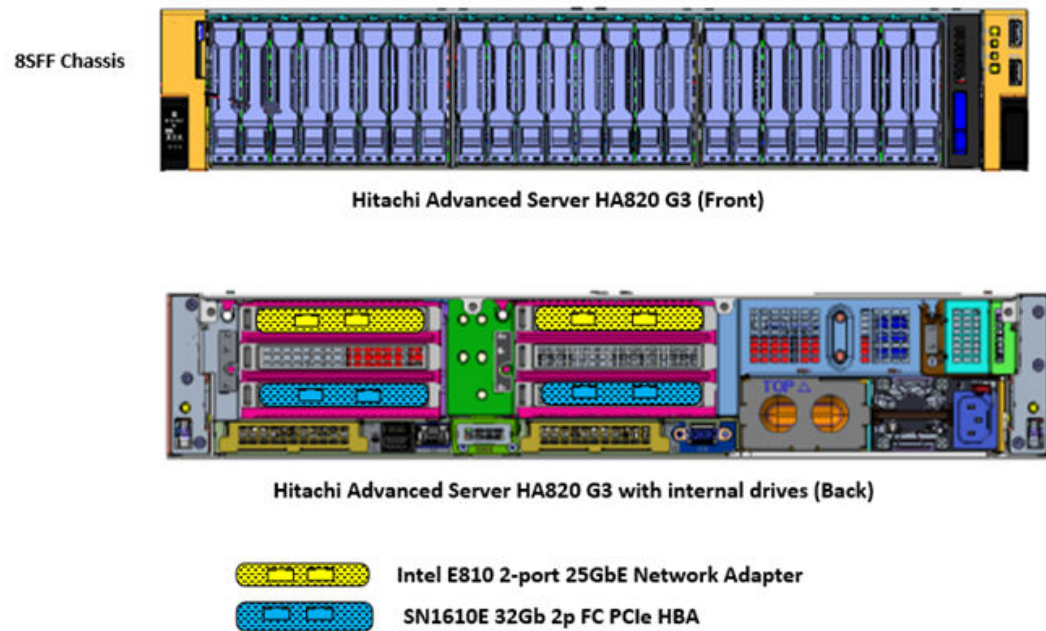 8SFF Chassis
Hitachi Advanced Server HA820 G3 (Front)
TOP △
Hitachi Advanced Server HA820 G3 with internal drives (Back)
Intel E810 2-port 25GbE Network Adapter
SN1610E 32Gb 2p FC PCIe HBA